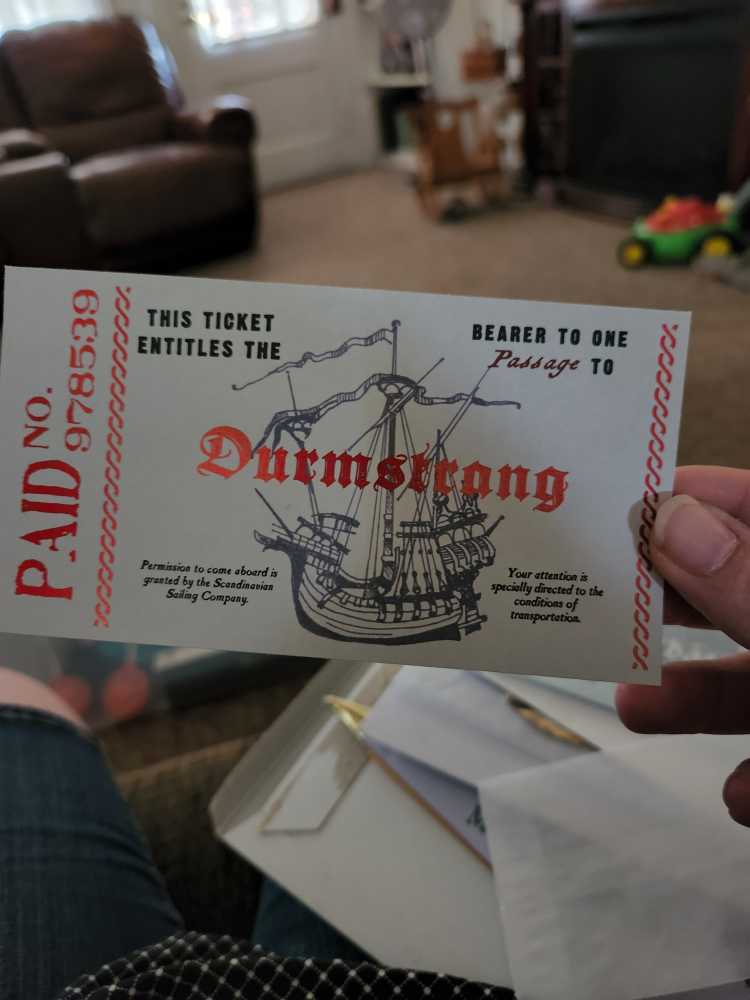 PAID NO.
978539
THIS TICKET
ENTITLES THE
BEARER TO ONE
Passage TO
Durmstrang
Permission to come aboard is
granted by the Scandinavian
Sailing Company.
Your attention is
specially directed to the
conditions of
transportation.